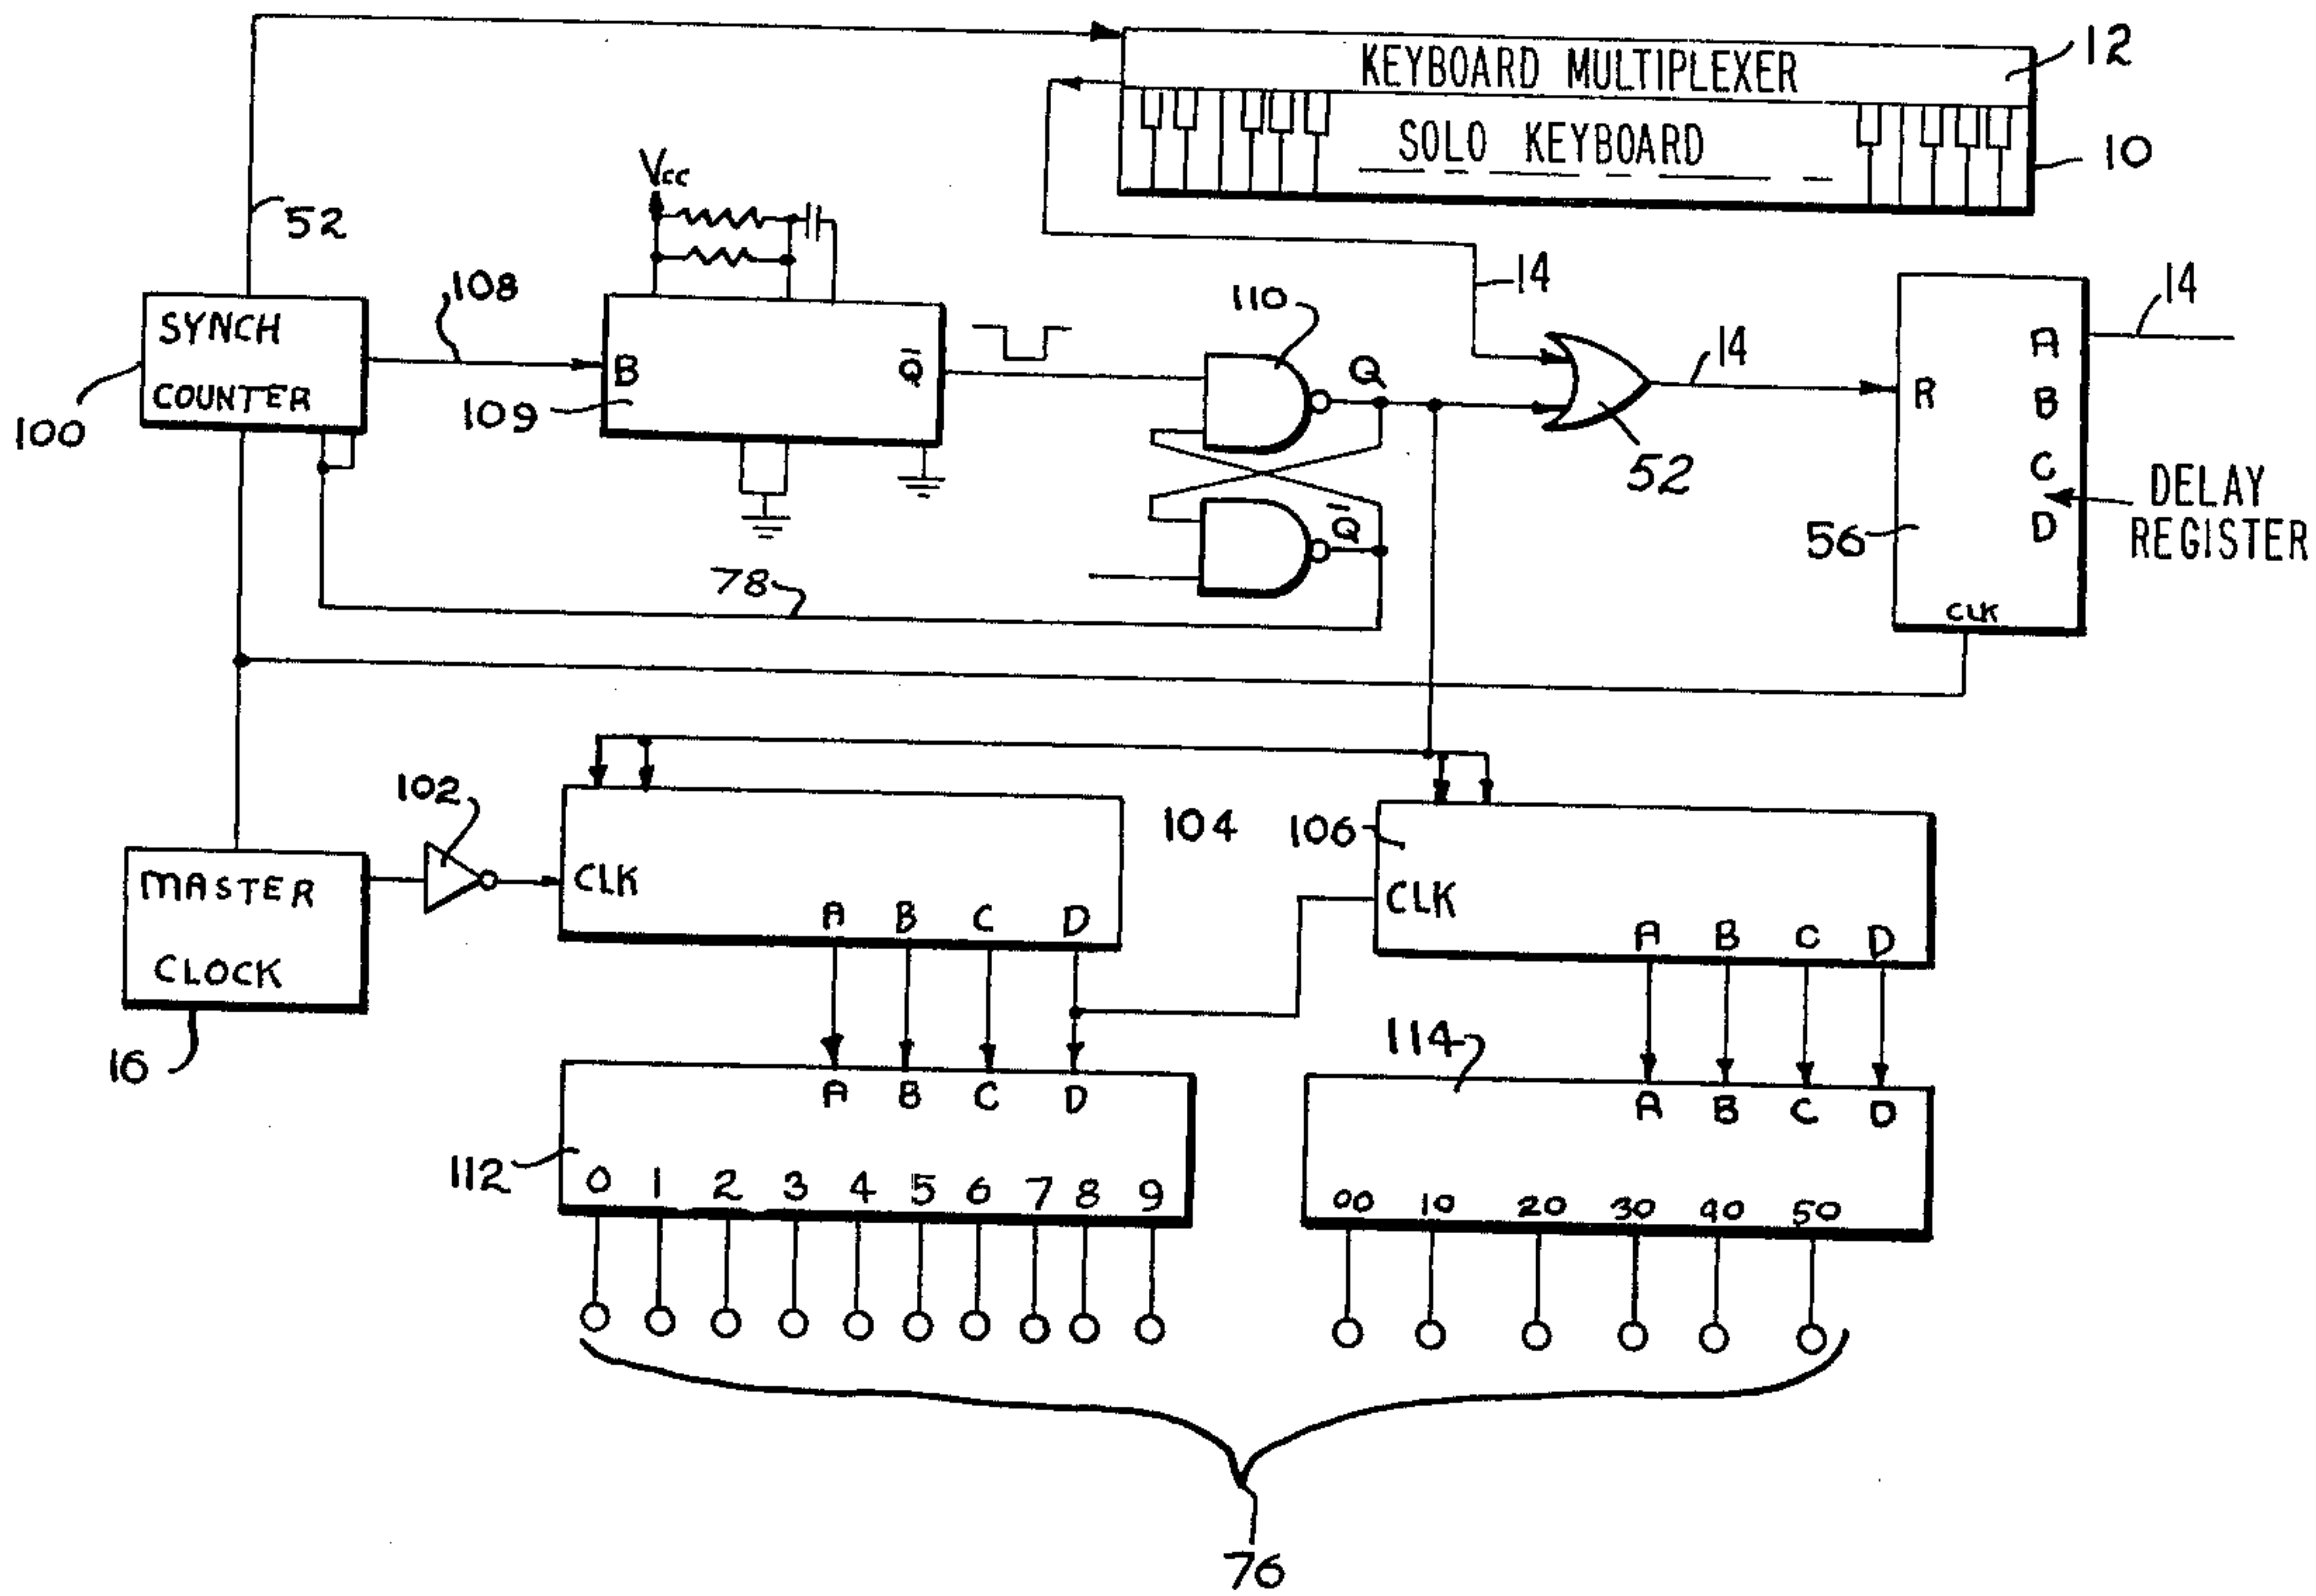 KEYBOARD MULTIPLEXER
12
SOLO KEYBOARD
10
52
Vcc
108
SYNCH
COUNTER
100
B
Q̅
109
110
Q
14
14
52
R
A
B
C
D
14
DELAY
REGISTER
56
CLK
Q̅
78
102
MASTER
CLOCK
16
CLK
A B C D
104
106
CLK
A B C D
114
A B C D
112
0 1 2 3 4 5 6 7 8 9
A B C D
00 10 20 30 40 50
76